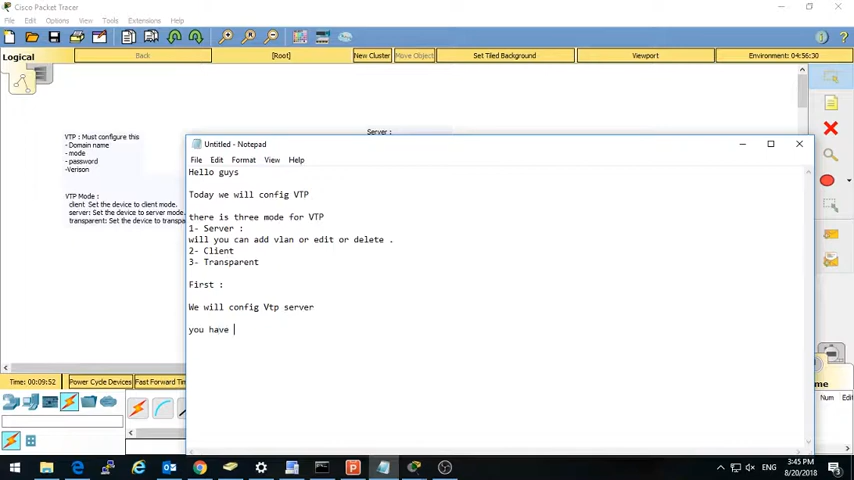 Cisco Packet Tracer
File Edit Options View Tools Extensions Help
Logical Back [Root] New Cluster Move Object Set Tiled Background Viewport Environment: 04:56:30
VTP : Must configure this
- Domain name
- mode
- password
-Verison
VTP Mode :
client Set the device to client mode.
server: Set the device to server mode.
transparent: Set the device to transpa
Server :
Untitled - Notepad
File Edit Format View Help
Hello guys
Today we will config VTP
there is three mode for VTP
1- Server :
will you can add vlan or edit or delete .
2- Client
3- Transparent
First :
We will config Vtp server
you have
Time: 00:09:52 Power Cycle Devices Fast Forward Tim
me
Num Edit
ENG
3:45 PM
8/20/2018
3